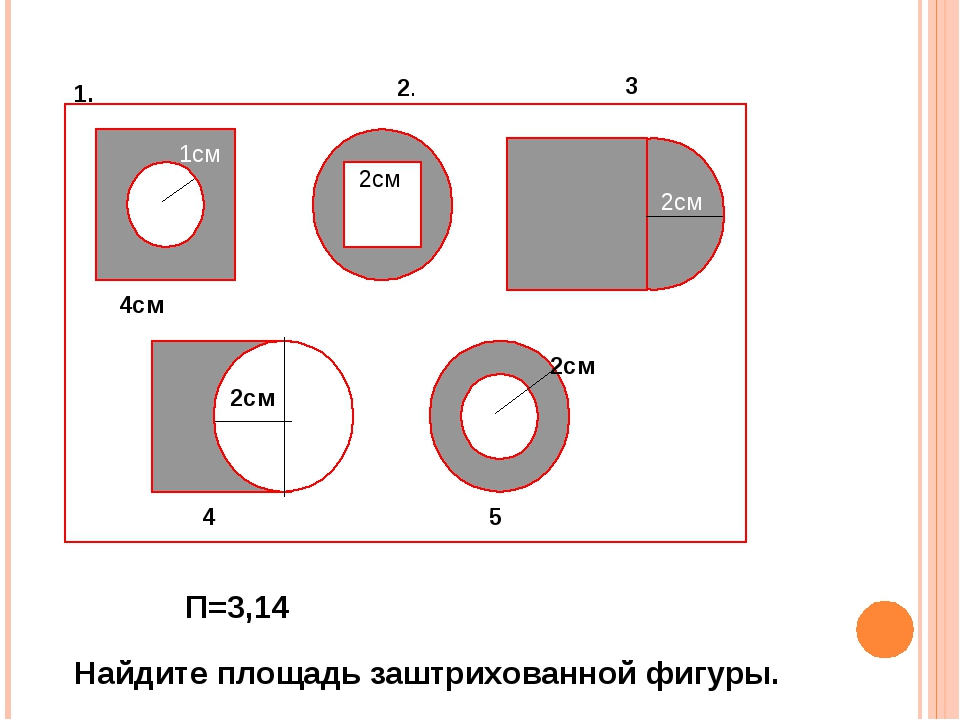 1.
2.
3
1см
2см
2см
4см
2см
2см
4
5
П=3,14
Найдите площадь заштрихованной фигуры.